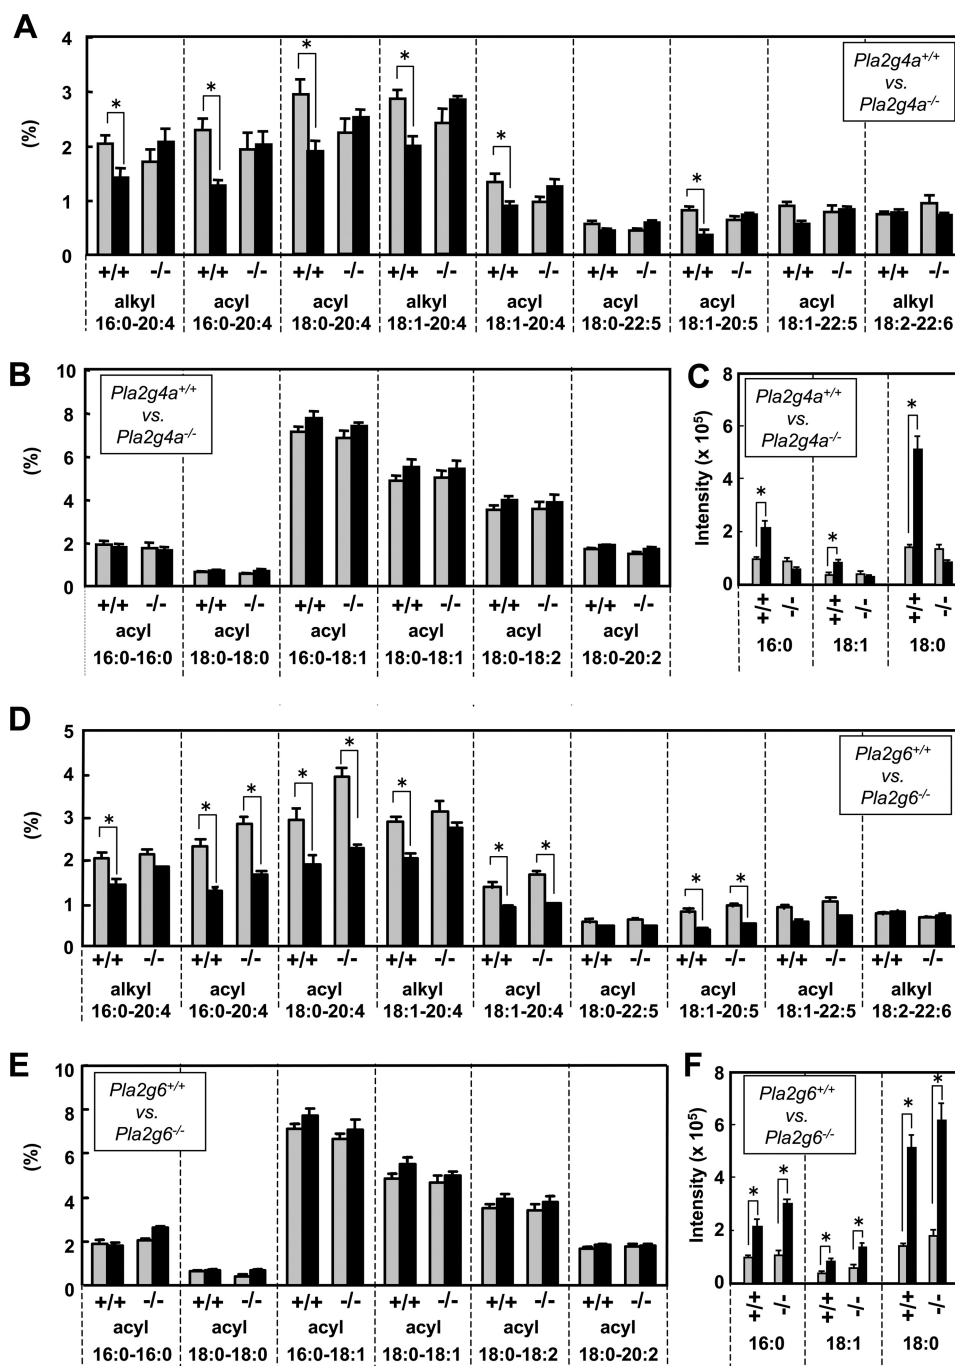 A
4
3
2
1
0
(%)
* * * * * *
Pla2g4a+/+
vs.
Pla2g4a-/-
+/+ -/- +/+ -/- +/+ -/- +/+ -/- +/+ -/- +/+ -/- +/+ -/- +/+ -/- +/+ -/-
alkyl acyl acyl alkyl acyl acyl acyl acyl alkyl
16:0-20:4 16:0-20:4 18:0-20:4 18:1-20:4 18:1-20:4 18:0-22:5 18:1-20:5 18:1-22:5 18:2-22:6
B
10
8
6
4
2
0
(%)
Pla2g4a+/+
vs.
Pla2g4a-/-
+/+ -/- +/+ -/- +/+ -/- +/+ -/- +/+ -/- +/+ -/-
acyl acyl acyl acyl acyl acyl
16:0-16:0 18:0-18:0 16:0-18:1 18:0-18:1 18:0-18:2 18:0-20:2
C
8
6
4
2
0
Intensity (x 10⁵)
Pla2g4a+/+
vs.
Pla2g4a-/-
* * *
+/+ -/- +/+ -/- +/+ -/-
16:0 18:1 18:0
D
5
4
3
2
1
0
(%)
* * * * * * * * * *
Pla2g6+/+
vs.
Pla2g6-/-
+/+ -/- +/+ -/- +/+ -/- +/+ -/- +/+ -/- +/+ -/- +/+ -/- +/+ -/- +/+ -/-
alkyl acyl acyl alkyl acyl acyl acyl acyl alkyl
16:0-20:4 16:0-20:4 18:0-20:4 18:1-20:4 18:1-20:4 18:0-22:5 18:1-20:5 18:1-22:5 18:2-22:6
E
10
8
6
4
2
0
(%)
Pla2g6+/+
vs.
Pla2g6-/-
+/+ -/- +/+ -/- +/+ -/- +/+ -/- +/+ -/- +/+ -/-
acyl acyl acyl acyl acyl acyl
16:0-16:0 18:0-18:0 16:0-18:1 18:0-18:1 18:0-18:2 18:0-20:2
F
8
6
4
2
0
Intensity (x 10⁵)
Pla2g6+/+
vs.
Pla2g6-/-
* * * * * *
+/+ -/- +/+ -/- +/+ -/-
16:0 18:1 18:0